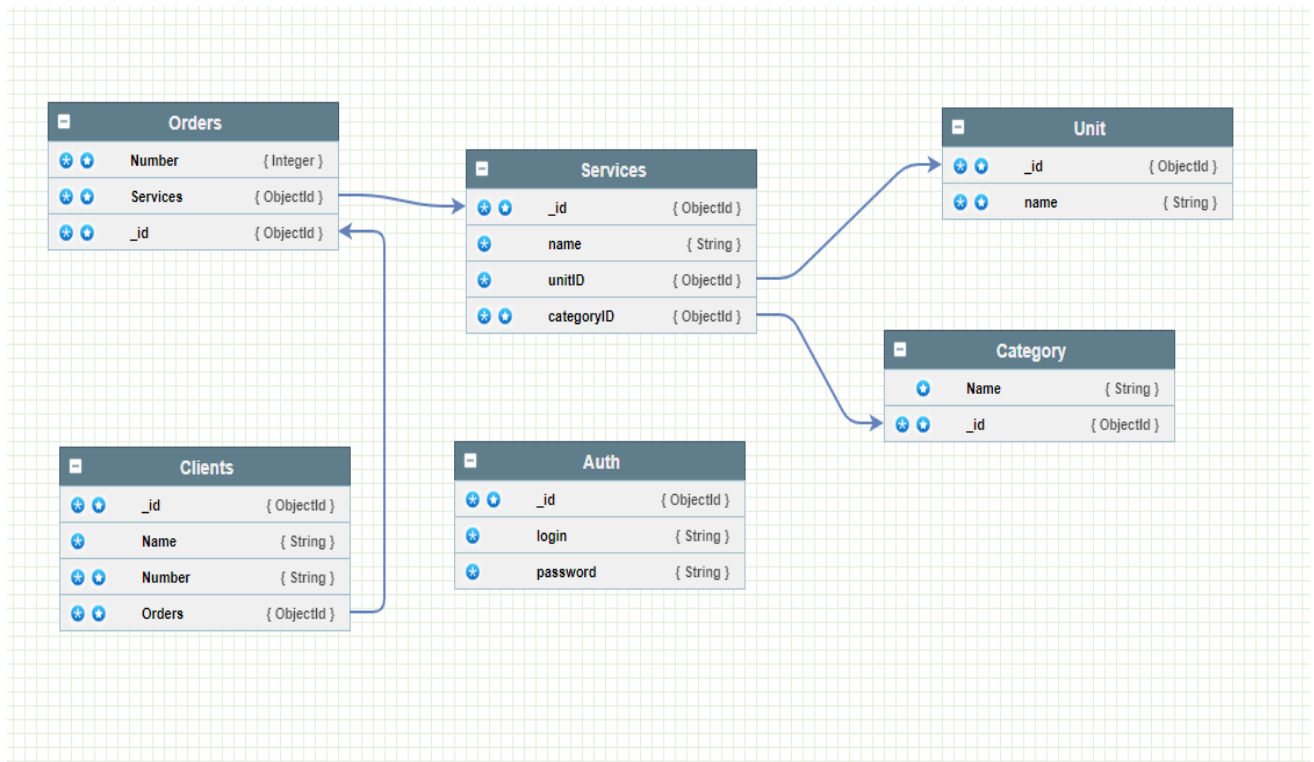 Orders
Number { Integer }
Services { ObjectId }
_id { ObjectId }
Services
_id { ObjectId }
name { String }
unitID { ObjectId }
categoryID { ObjectId }
Unit
_id { ObjectId }
name { String }
Category
Name { String }
_id { ObjectId }
Clients
_id { ObjectId }
Name { String }
Number { String }
Orders { ObjectId }
Auth
_id { ObjectId }
login { String }
password { String }